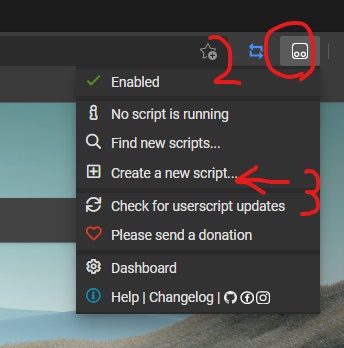 2
Enabled
No script is running
Find new scripts...
Create a new script...
3
Check for userscript updates
Please send a donation
Dashboard
Help | Changelog |